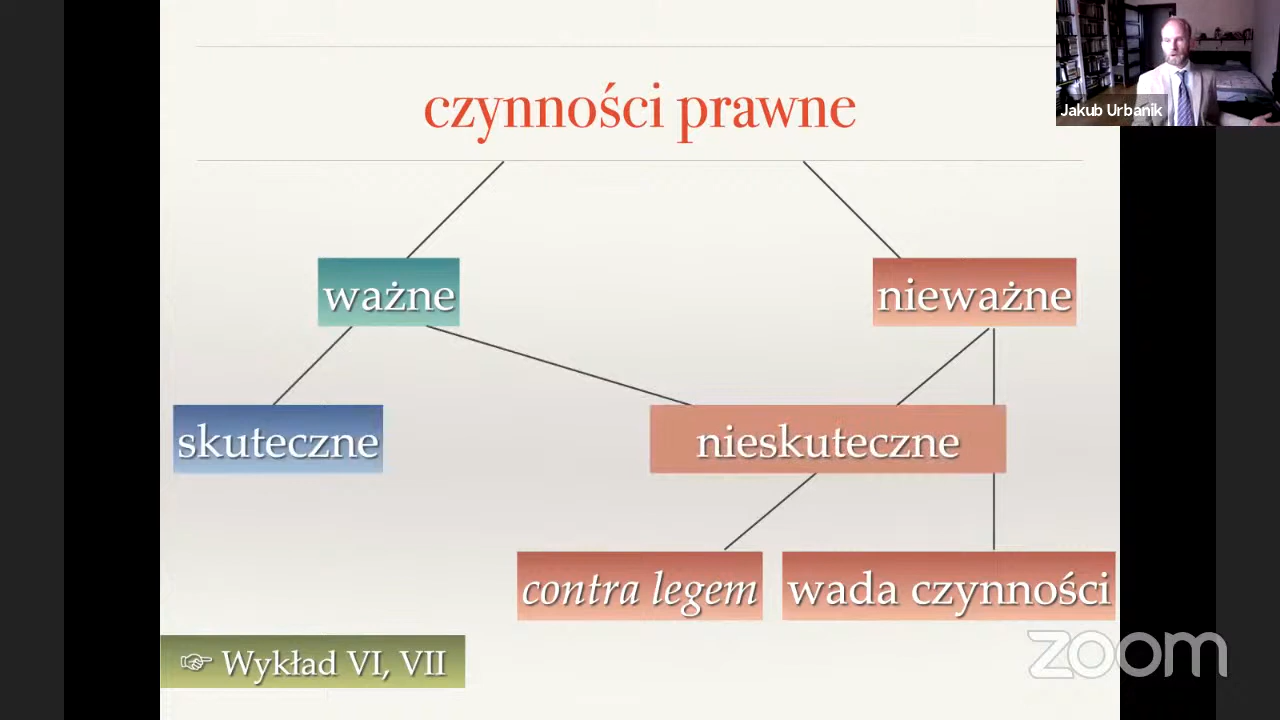 czynności prawne
Jakub Urbanik
ważne
nieważne
skuteczne
nieskuteczne
contra legem
wada czynności
☞ Wykład VI, VII
zoom